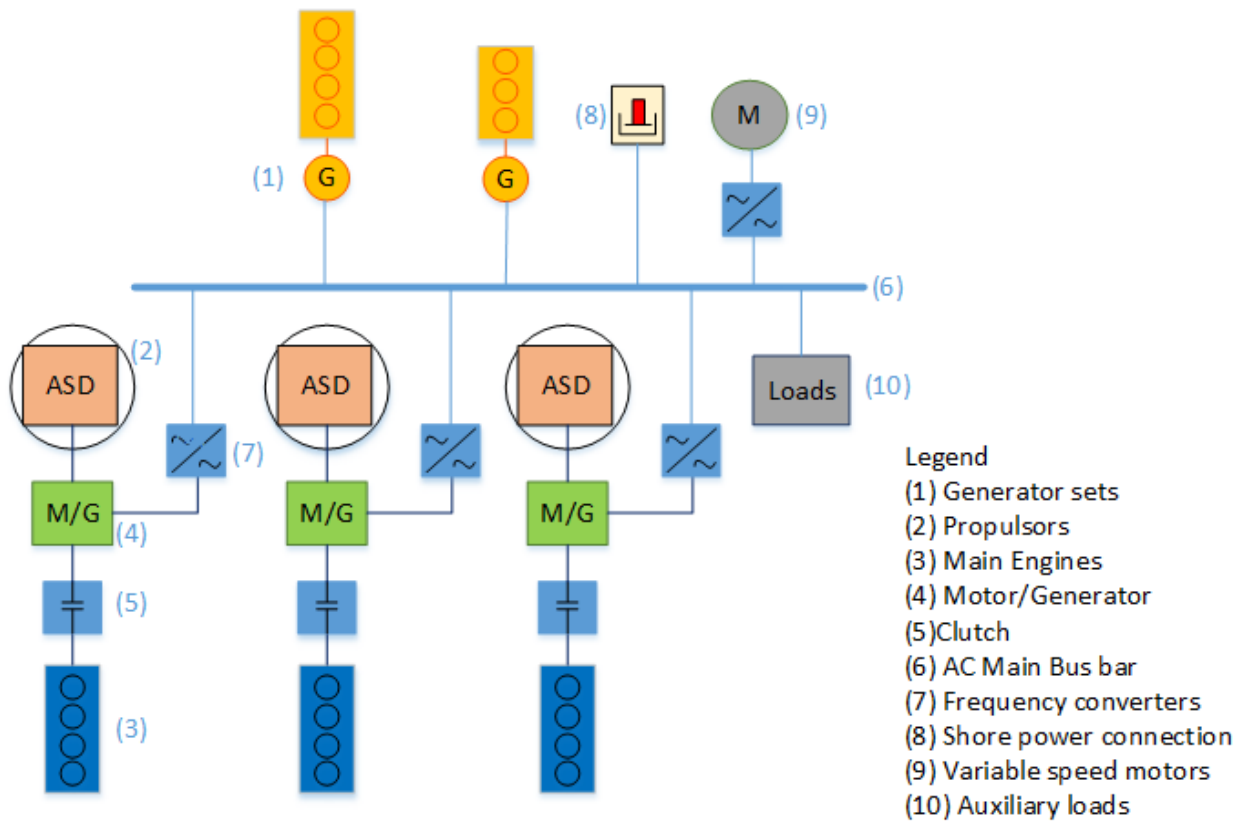 (8)
M
(9)
(1)
G
G
(6)
(2)
ASD
ASD
ASD
Loads
(10)
(7)
M/G
M/G
M/G
(4)
(5)
(3)
Legend
(1) Generator sets
(2) Propulsors
(3) Main Engines
(4) Motor/Generator
(5)Clutch
(6) AC Main Bus bar
(7) Frequency converters
(8) Shore power connection
(9) Variable speed motors
(10) Auxiliary loads